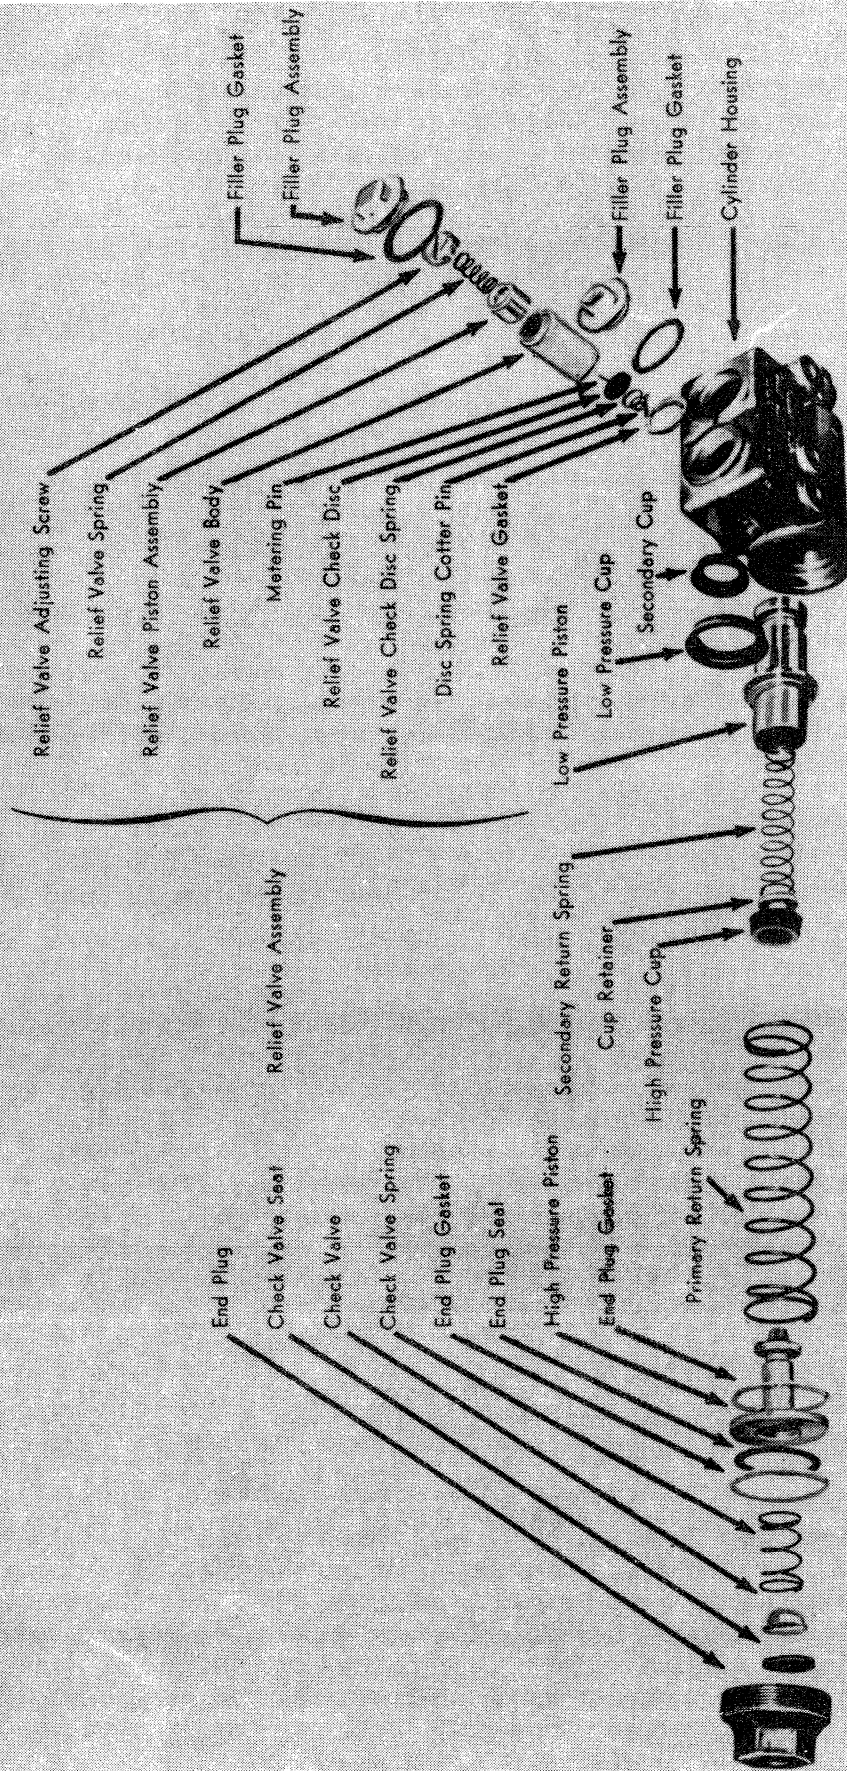 Relief Valve Adjusting Screw
Relief Valve Spring
Relief Valve Piston Assembly
Relief Valve Body
Metering Pin
Relief Valve Check Disc
Relief Valve Check Disc Spring
Disc Spring Cotter Pin
Relief Valve Gasket
Filler Plug Gasket
Filler Plug Assembly
Filler Plug Assembly
Filler Plug Gasket
Cylinder Housing
Relief Valve Assembly
End Plug
Check Valve Seat
Check Valve
Check Valve Spring
End Plug Gasket
End Plug Seal
High Pressure Piston
End Plug Gasket
Primary Return Spring
Secondary Return Spring
Cup Retainer
High Pressure Cup
Low Pressure Piston
Low Pressure Cup
Secondary Cup